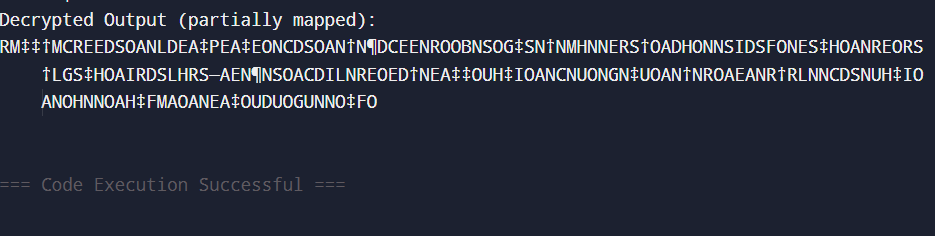 Decrypted Output (partially mapped):
RM‡‡†MCREEDSOANLDEA‡PEA‡EONCDSOAN†N¶DCEENROOBNSOG‡SN†NMHNNERS†OADHONNSIDSFONES‡HOANREORS
†LGS‡HOAIRDSLHRS—AEN¶NSOACDILNREOED†NEA‡‡OUH‡IOANCNUONGN‡UOAN†NROAEANR†RLNNCDSNUH‡IO
ANOHNNOAH‡FMAOANEA‡OUDUOGUNNO‡FO
=== Code Execution Successful ===